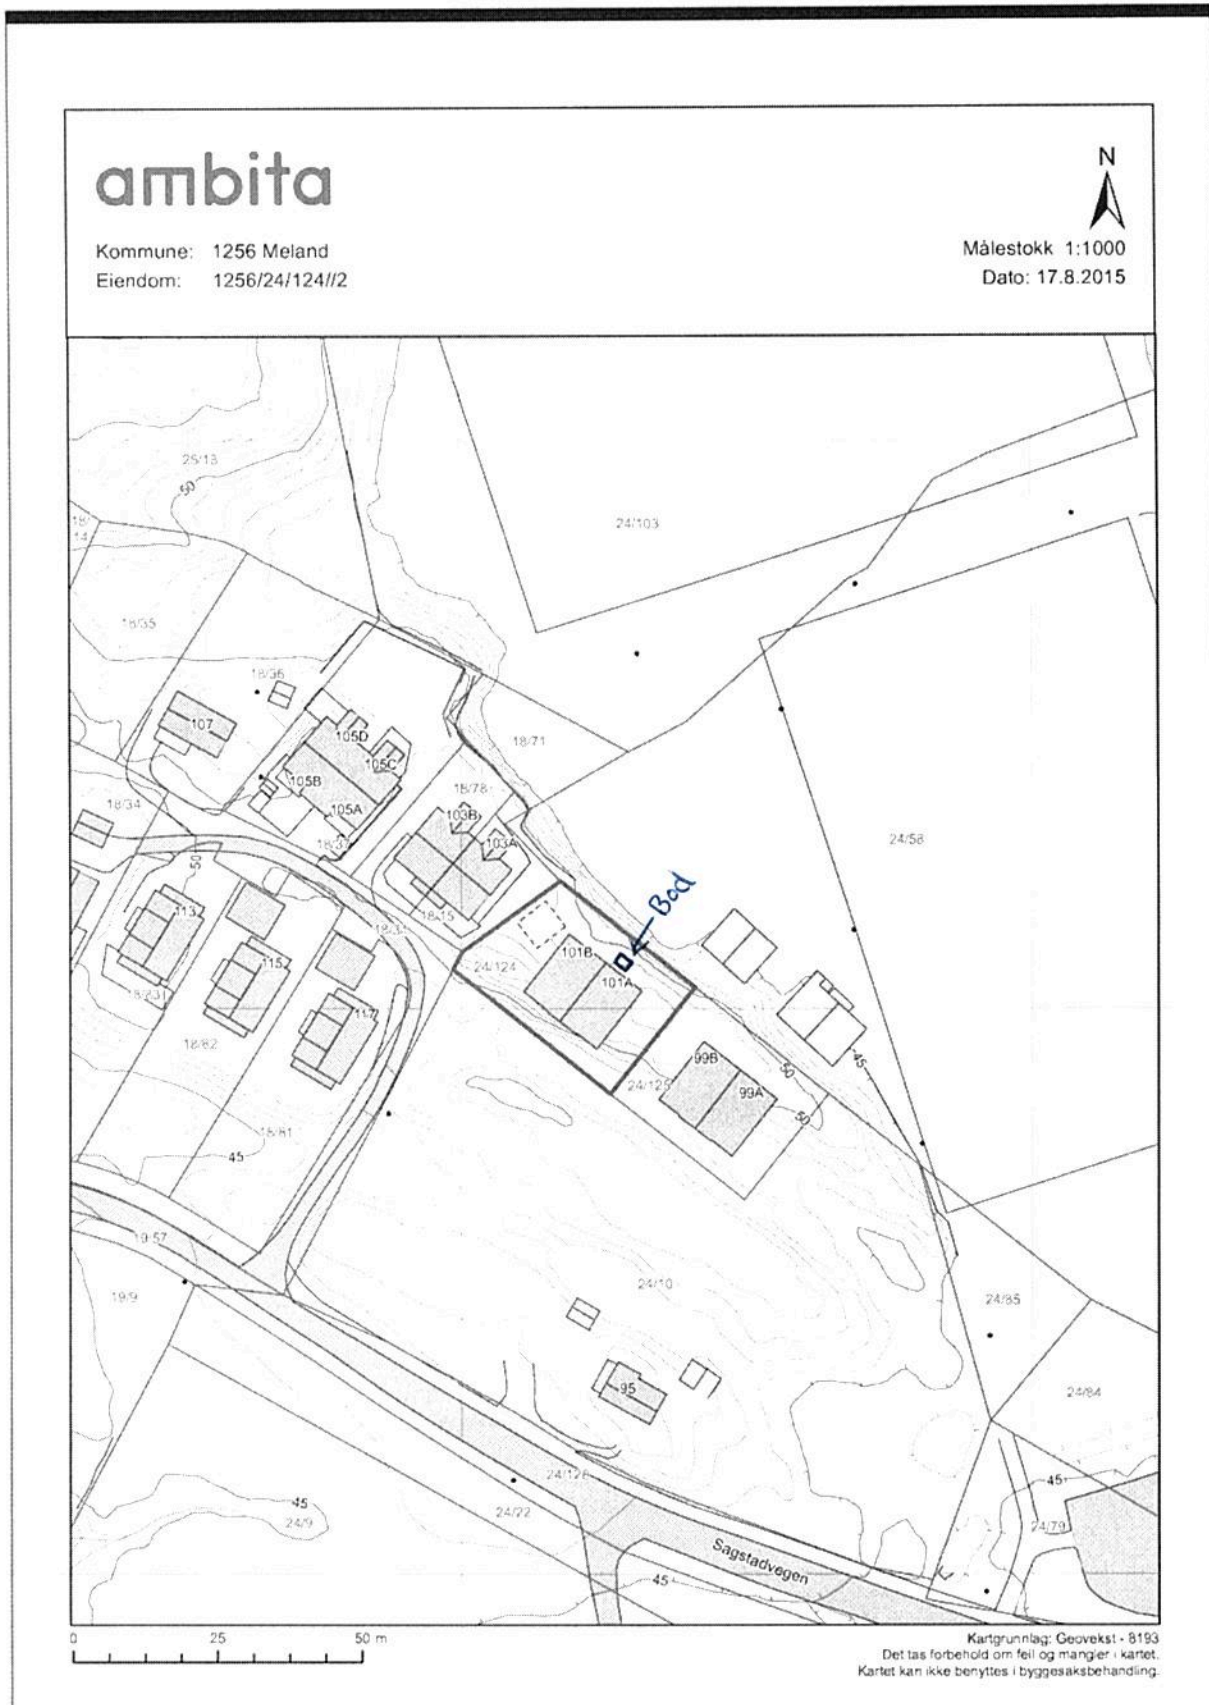 ambita
N
Kommune: 1256 Meland
Målestokk 1:1000
Eiendom: 1256/24/124//2
Dato: 17.8.2015
25/13
50
24/103
18/
14
18/35
18/36
107
105D
18/71
105C
105B
18/78
18/34
105A
103B
24/58
18/37
103A
50
Bod
113
18/15
101B
115
24/124
101A
117
18/82
45
99B
50
24/125
99A
50
18/81
45
19/57
24/10
19/9
24/85
95
24/84
24/22
45
45
24/9
24/79
Sagstadvegen
45
0 25 50 m
Kartgrunnlag: Geovekst - 8193
Det tas forbehold om feil og mangler i kartet.
Kartet kan ikke benyttes i byggesaksbehandling.